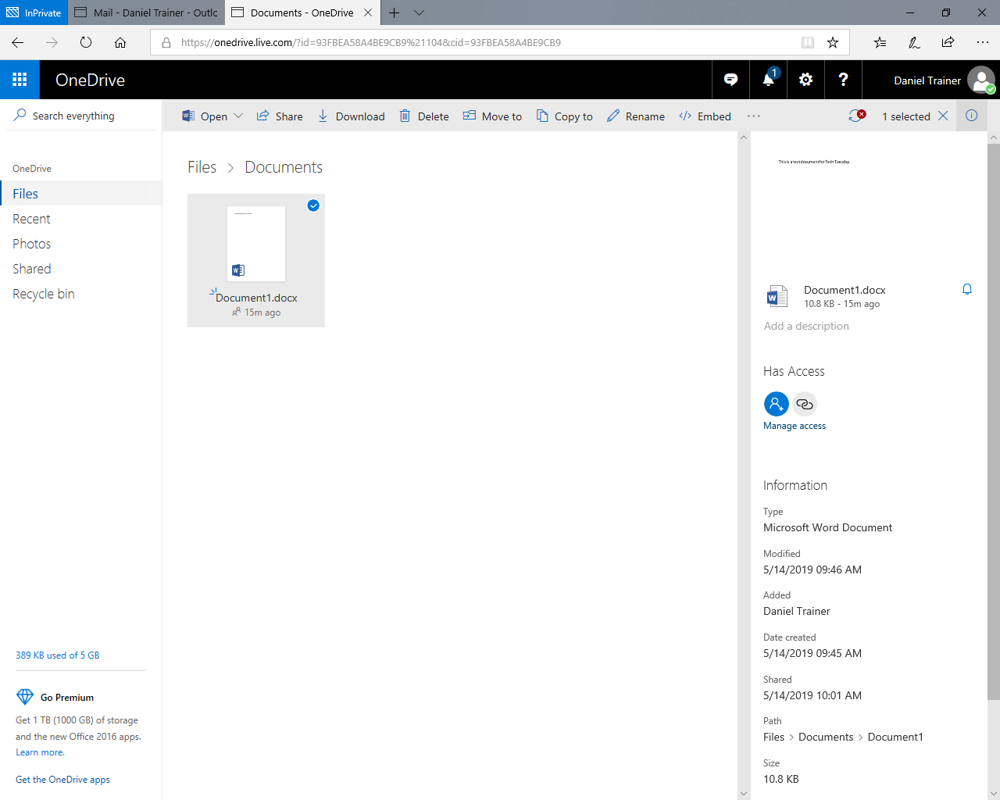 InPrivate
Mail - Daniel Trainer - Outlo
Documents - OneDrive
https://onedrive.live.com/?id=93FBEA58A4BE9CB9%21104&cid=93FBEA58A4BE9CB9
OneDrive
1
?
Daniel Trainer
Search everything
Open
Share
Download
Delete
Move to
Copy to
Rename
Embed
1 selected
OneDrive
Files
Recent
Photos
Shared
Recycle bin
389 KB used of 5 GB
Go Premium
Get 1 TB (1000 GB) of storage
and the new Office 2016 apps.
Learn more.
Get the OneDrive apps
Files > Documents
Document1.docx
15m ago
This is a test document for Tech Tuesday.
Document1.docx
10.8 KB - 15m ago
Add a description
Has Access
Manage access
Information
Type
Microsoft Word Document
Modified
5/14/2019 09:46 AM
Added
Daniel Trainer
Date created
5/14/2019 09:45 AM
Shared
5/14/2019 10:01 AM
Path
Files > Documents > Document1
Size
10.8 KB